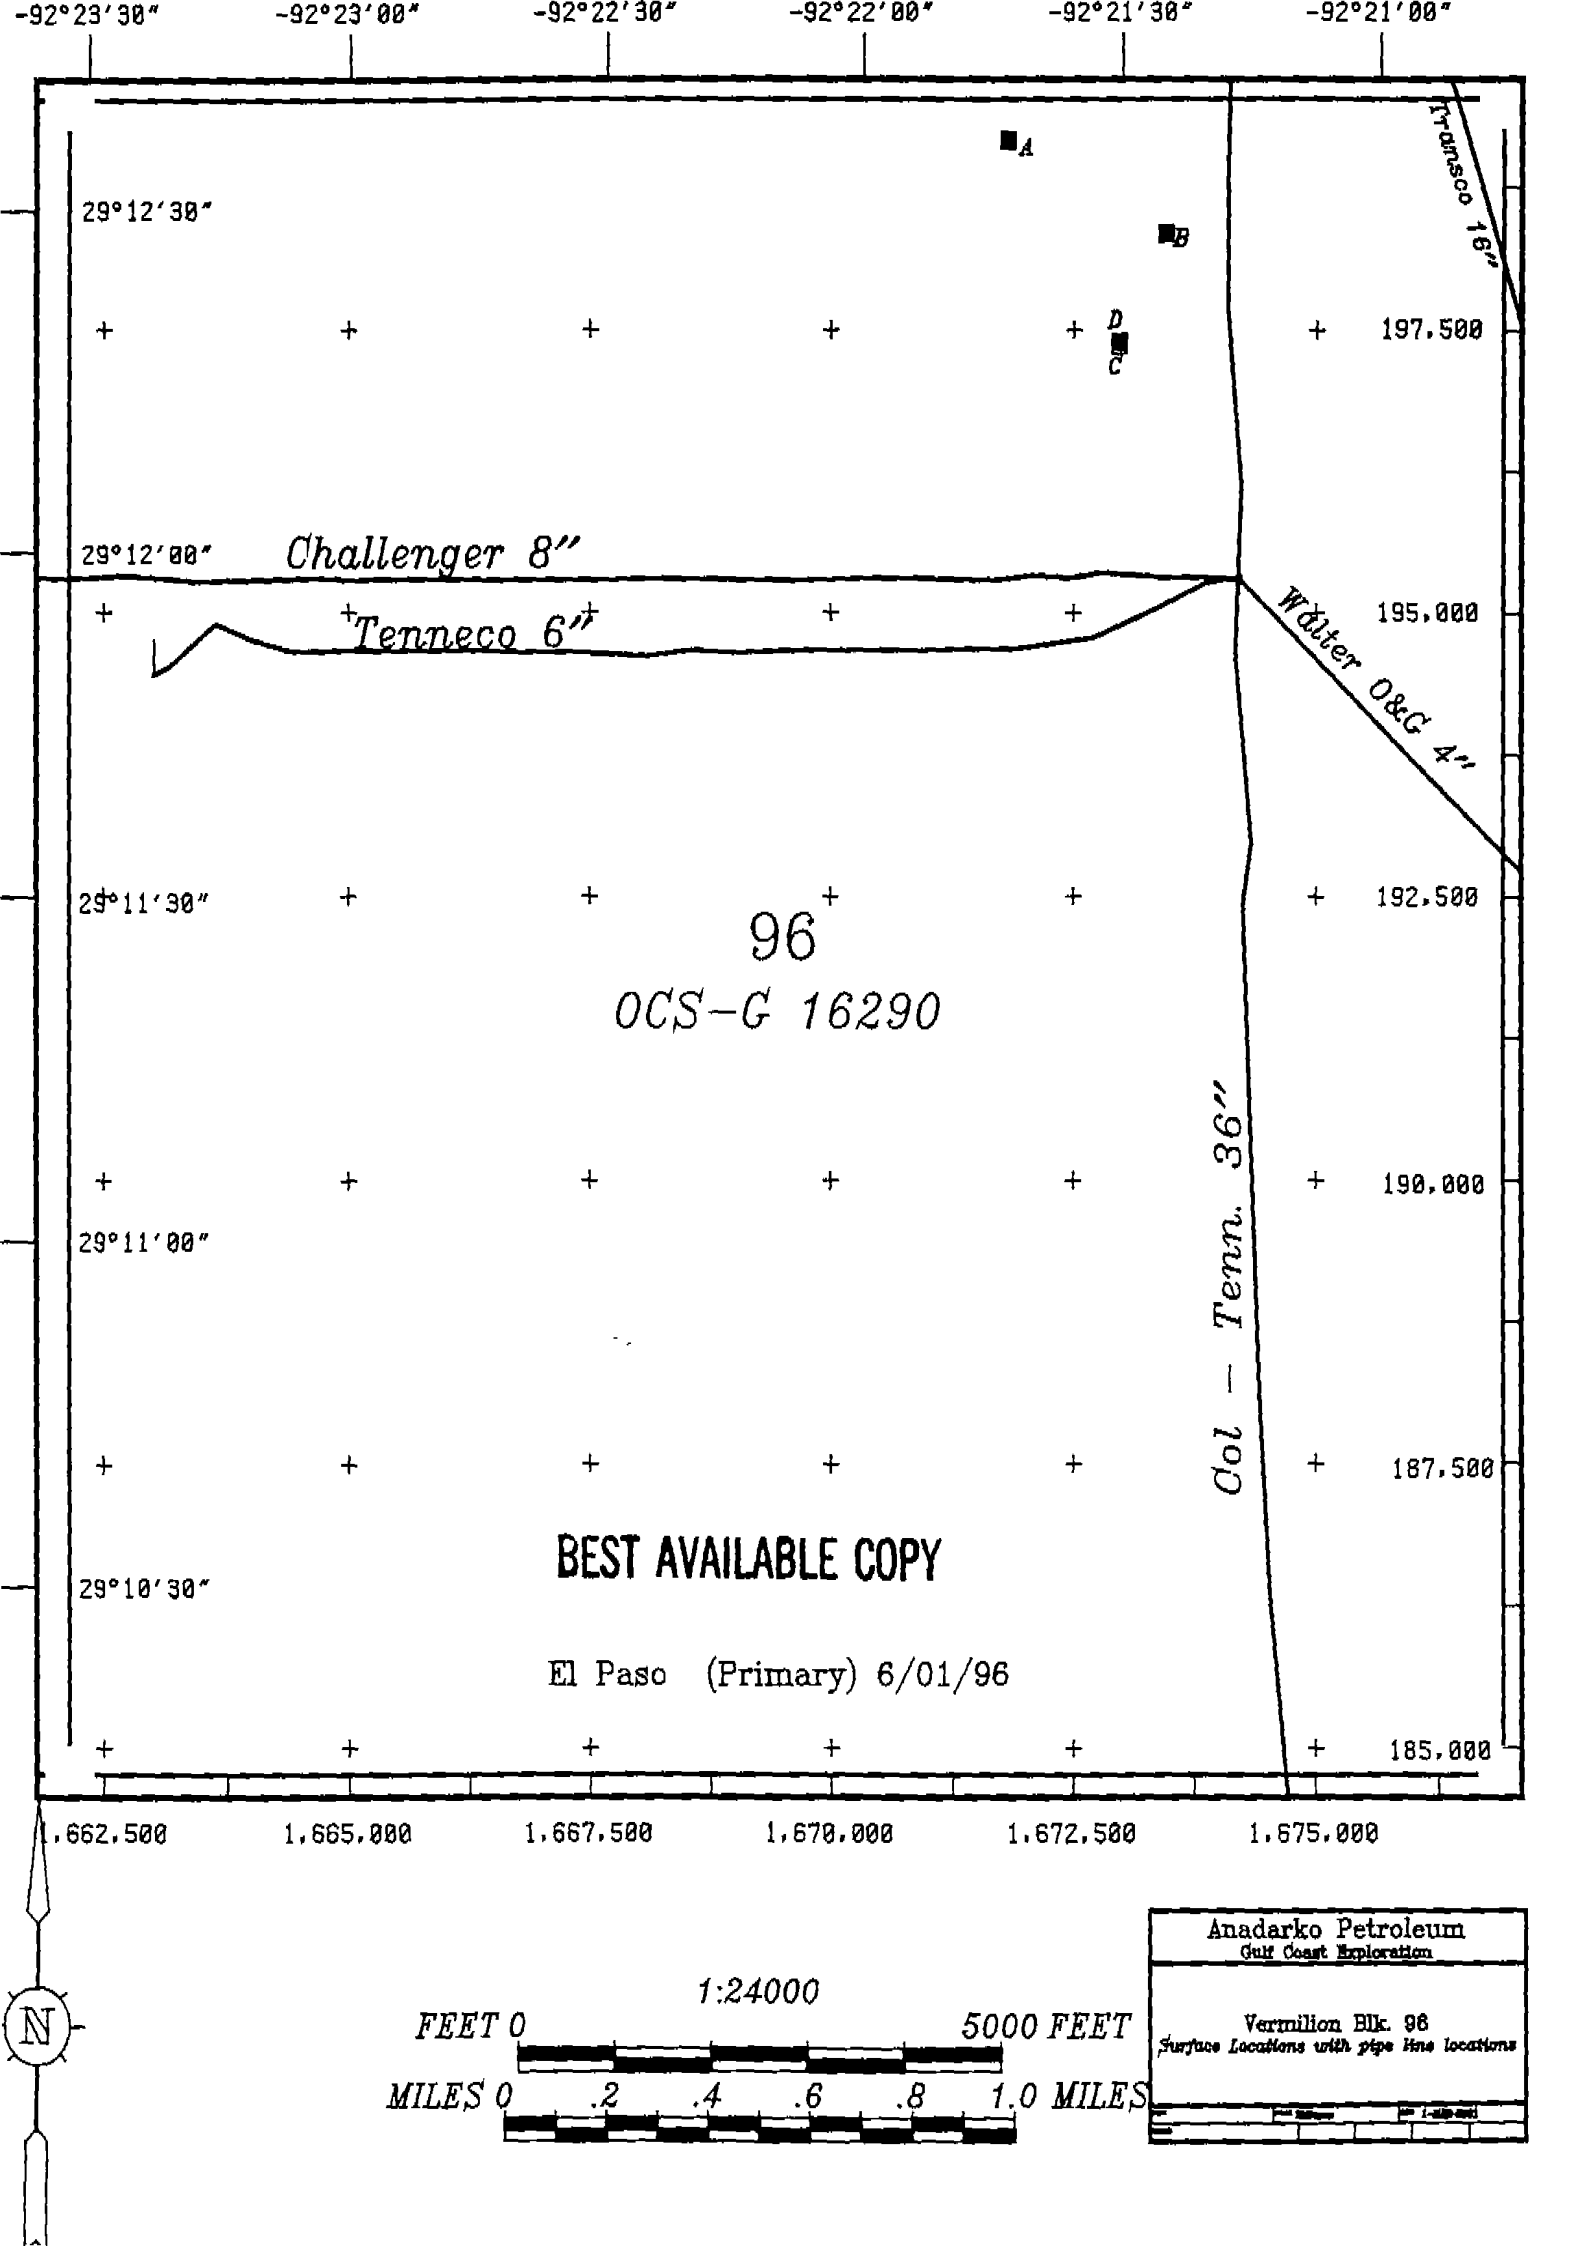 -92°23'30" -92°23'00" -92°22'30" -92°22'00" -92°21'30" -92°21'00"
Transco 16"
A
29°12'30"
B
D
197,500
C
29°12'00"
Challenger 8"
195,000
Tenneco 6"
Walter O&G 4"
29°11'30"
192,500
96
OCS-G 16290
Col - Tenn. 36"
190,000
29°11'00"
187,500
BEST AVAILABLE COPY
29°10'30"
El Paso (Primary) 6/01/96
185,000
1,662,500 1,665,000 1,667,500 1,670,000 1,672,500 1,675,000
Anadarko Petroleum
Gulf Coast Exploration
N
1:24000
FEET 0 5000 FEET
Vermilion Blk. 96
Surface Locations with pipe line locations
MILES 0 .2 .4 .6 .8 1.0 MILES